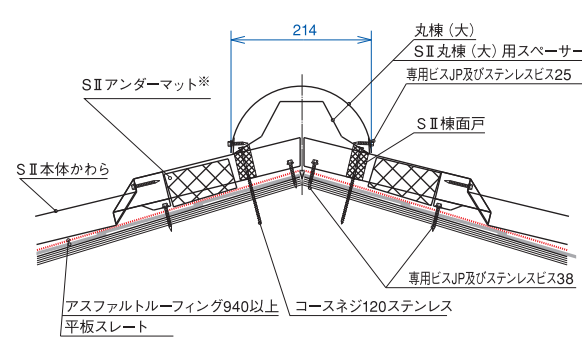 214
丸棟（大）
SⅡ丸棟（大）用スペーサー
専用ビスJP及びステンレスビス25
SⅡアンダーマット※
SⅡ棟面戸
SⅡ本体かわら
専用ビスJP及びステンレスビス38
アスファルトルーフィング940以上
コースネジ120ステンレス
平板スレート